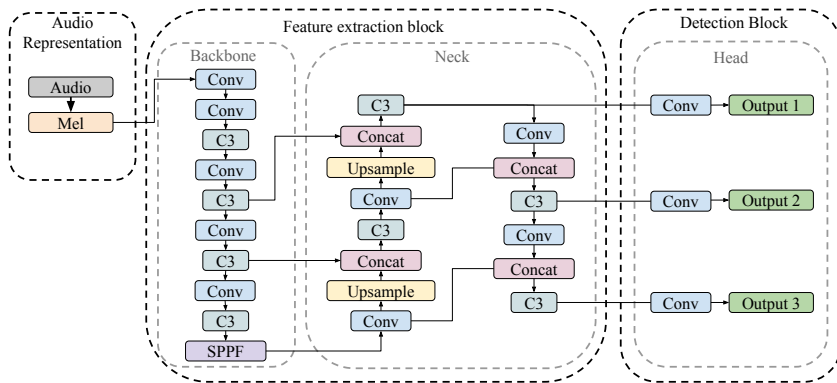 Audio
Representation
Audio
Mel
Feature extraction block
Backbone
Conv
Conv
C3
Conv
C3
Conv
C3
Conv
C3
SPPF
Neck
C3
Concat
Upsample
Conv
C3
Concat
Upsample
Conv
Conv
Concat
C3
Conv
Concat
C3
Detection Block
Head
Conv
Output 1
Conv
Output 2
Conv
Output 3